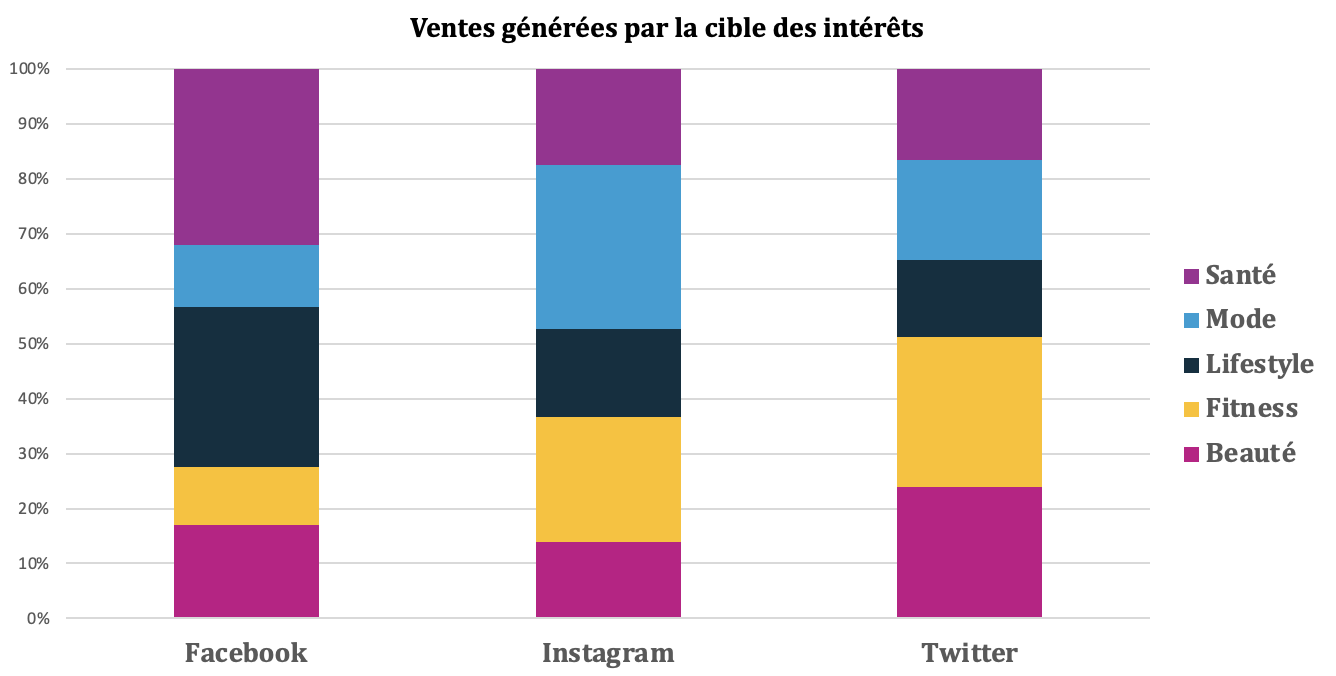 Ventes générées par la cible des intérêts
100%
90%
80%
70%
60%
50%
40%
30%
20%
10%
0%
Facebook
Instagram
Twitter
Santé
Mode
Lifestyle
Fitness
Beauté